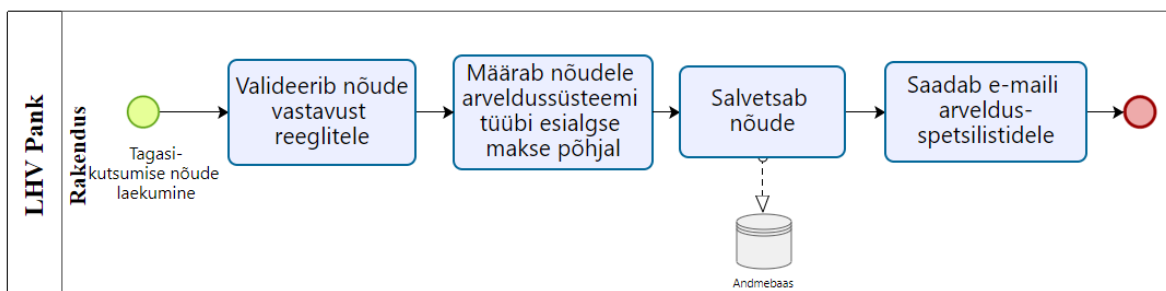 LHV Pank
Rakendus
Tagasi-
kutsumise nõude
laekumine
Valideerib nõude
vastavust
reeglitele
Määrab nõudele
arveldussüsteemi
tüübi esialgse
makse põhjal
Salvetsab
nõude
Saadab e-maili
arveldus-
spetsilistidele
Andmebaas